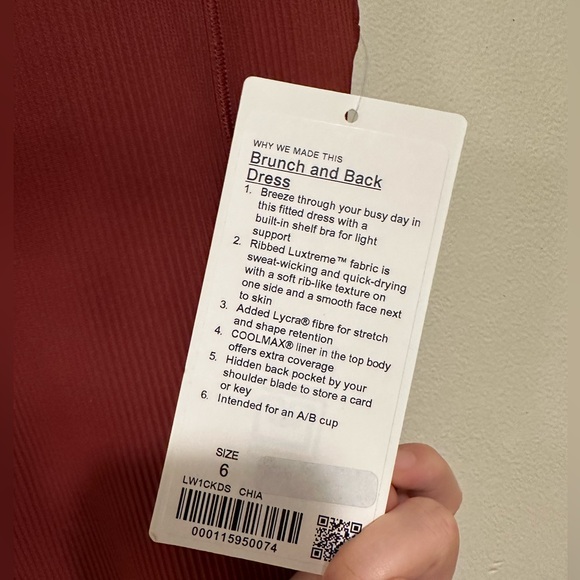 WHY WE MADE THIS
Brunch and Back
Dress
1. Breeze through your busy day in
this fitted dress with a
built-in shelf bra for light
support
2. Ribbed Luxtreme™ fabric is
sweat-wicking and quick-drying
with a soft rib-like texture on
one side and a smooth face next
to skin
3. Added Lycra® fibre for stretch
and shape retention
4. COOLMAX® liner in the top body
offers extra coverage
5. Hidden back pocket by your
shoulder blade to store a card
or key
6. Intended for an A/B cup
SIZE
6
LW1CKDS CHIA
000115950074